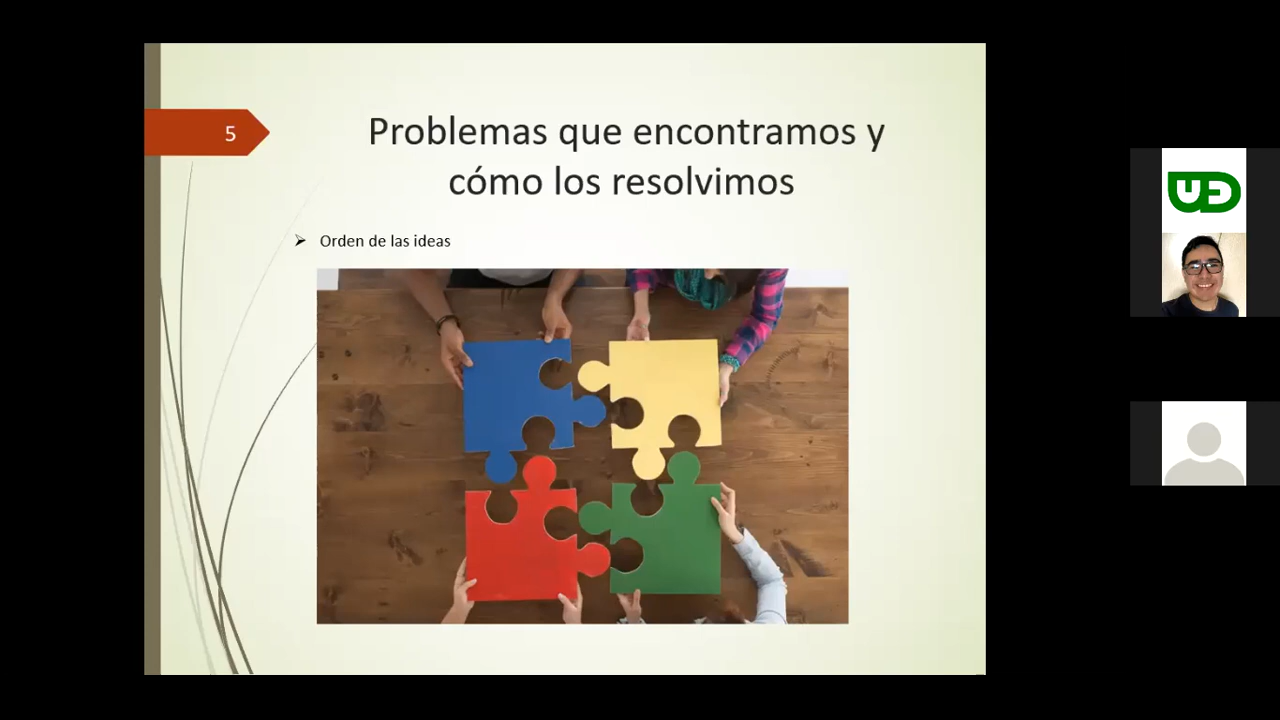 5
Problemas que encontramos y
cómo los resolvimos
Orden de las ideas
UD